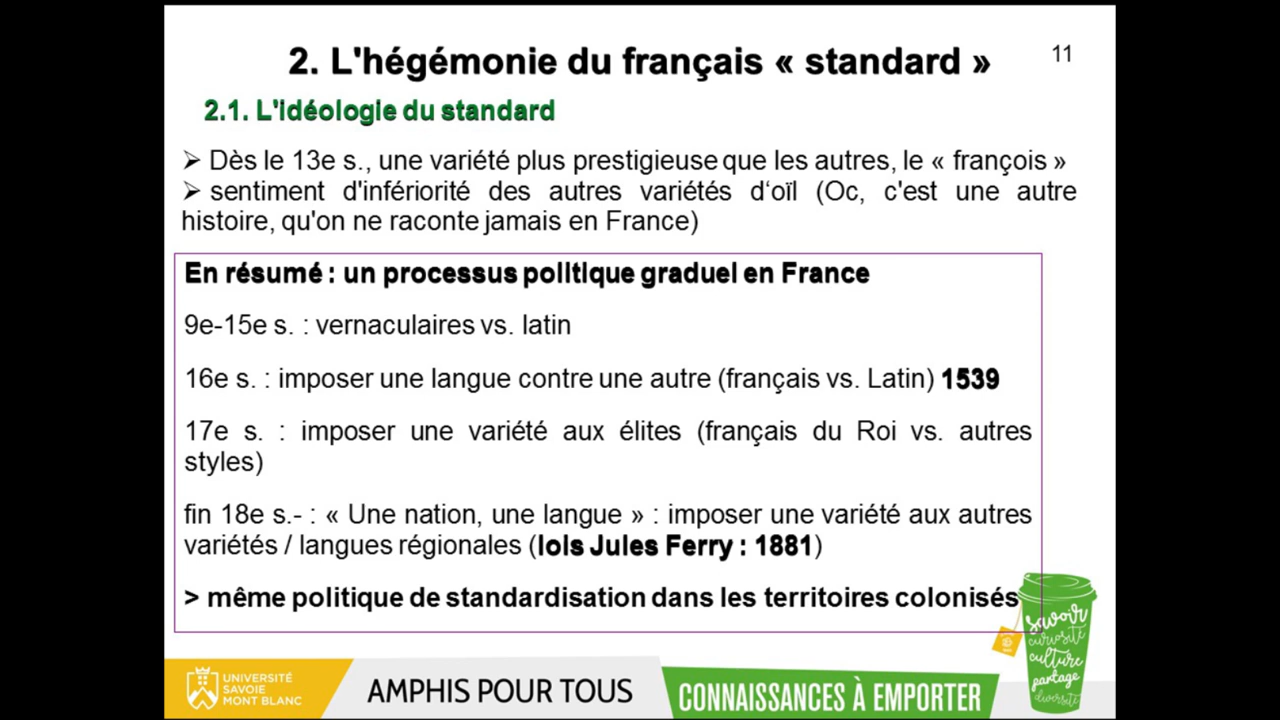 2. L'hégémonie du français « standard »
11
2.1. L'idéologie du standard
➢ Dès le 13e s., une variété plus prestigieuse que les autres, le « françois »
➢ sentiment d'infériorité des autres variétés d‘oïl (Oc, c'est une autre
histoire, qu'on ne raconte jamais en France)
En résumé : un processus politique graduel en France
9e-15e s. : vernaculaires vs. latin
16e s. : imposer une langue contre une autre (français vs. Latin) 1539
17e s. : imposer une variété aux élites (français du Roi vs. autres
styles)
fin 18e s.- : « Une nation, une langue » : imposer une variété aux autres
variétés / langues régionales (lois Jules Ferry : 1881)
> même politique de standardisation dans les territoires colonisés
savoir
curiosité
culture
partage
diversité
UNIVERSITÉ
SAVOIE
MONT BLANC
AMPHIS POUR TOUS
CONNAISSANCES À EMPORTER